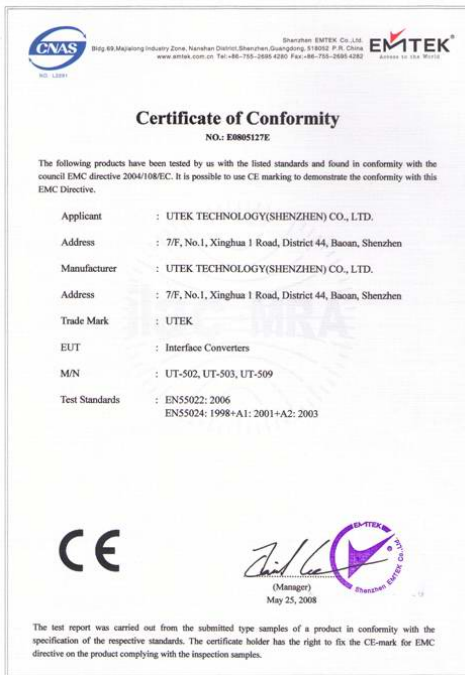 CNAS
NO. L2291
Shenzhen EMTEK Co.,Ltd.
Bldg 69,Majialong Industry Zone, Nanshan District,Shenzhen,Guangdong, 518052 P.R. China
www.emtek.com.cn Tel:+86-755-2695 4280 Fax:+86-755-2695 4282
EMTEK®
Access to the World
Certificate of Conformity
NO.: E0805127E
The following products have been tested by us with the listed standards and found in conformity with the
council EMC directive 2004/108/EC. It is possible to use CE marking to demonstrate the conformity with this
EMC Directive.
Applicant : UTEK TECHNOLOGY(SHENZHEN) CO., LTD.
Address : 7/F, No.1, Xinghua 1 Road, District 44, Baoan, Shenzhen
Manufacturer : UTEK TECHNOLOGY(SHENZHEN) CO., LTD.
Address : 7/F, No.1, Xinghua 1 Road, District 44, Baoan, Shenzhen
Trade Mark : UTEK
EUT : Interface Converters
M/N : UT-502, UT-503, UT-509
Test Standards : EN55022: 2006
EN55024: 1998+A1: 2001+A2: 2003
CE
EMTEK
Shenzhen EMTEK Co.,Ltd
(Manager)
May 25, 2008
The test report was carried out from the submitted type samples of a product in conformity with the
specification of the respective standards. The certificate holder has the right to fix the CE-mark for EMC
directive on the product complying with the inspection samples.